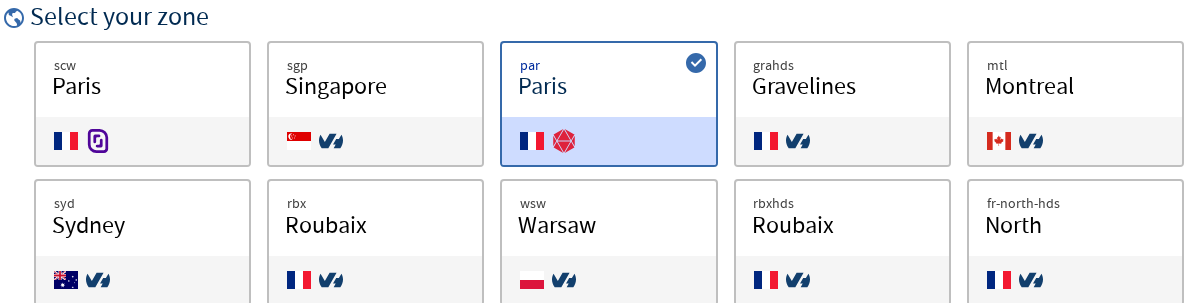 Select your zone
scw
Paris
sgp
Singapore
par
Paris
grahds
Gravelines
mtl
Montreal
syd
Sydney
rbx
Roubaix
wsw
Warsaw
rbxhds
Roubaix
fr-north-hds
North